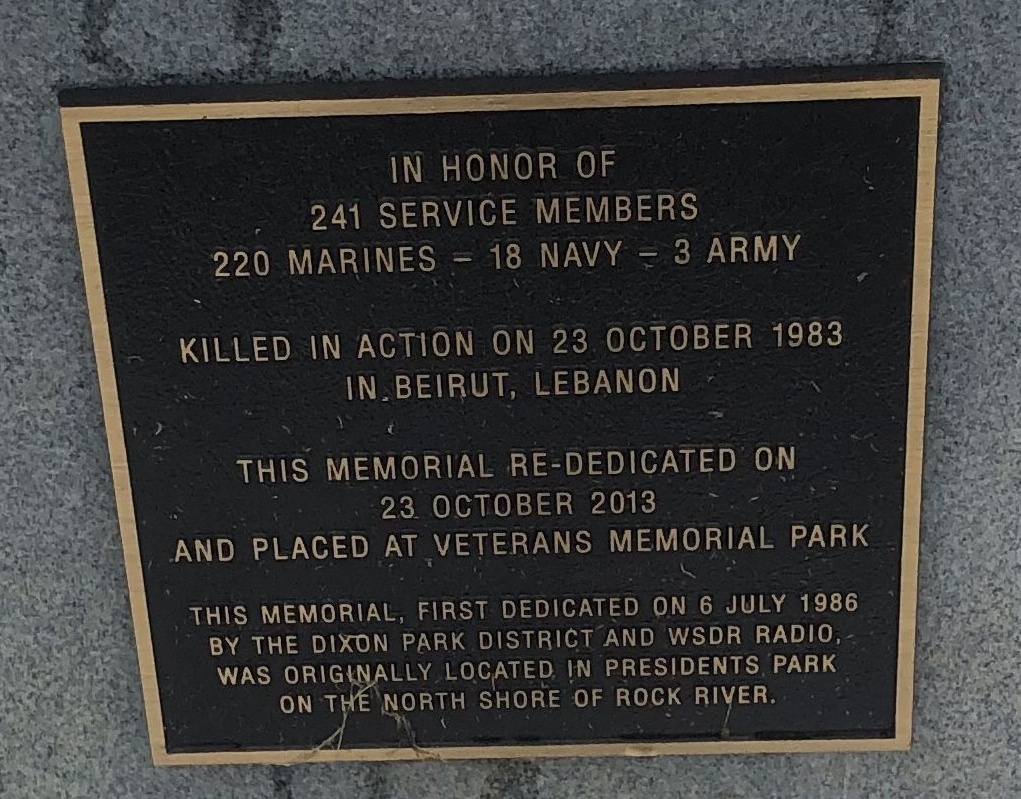 IN HONOR OF
241 SERVICE MEMBERS
220 MARINES – 18 NAVY – 3 ARMY
KILLED IN ACTION ON 23 OCTOBER 1983
IN BEIRUT, LEBANON
THIS MEMORIAL RE-DEDICATED ON
23 OCTOBER 2013
AND PLACED AT VETERANS MEMORIAL PARK
THIS MEMORIAL, FIRST DEDICATED ON 6 JULY 1986
BY THE DIXON PARK DISTRICT AND WSDR RADIO,
WAS ORIGINALLY LOCATED IN PRESIDENTS PARK
ON THE NORTH SHORE OF ROCK RIVER.